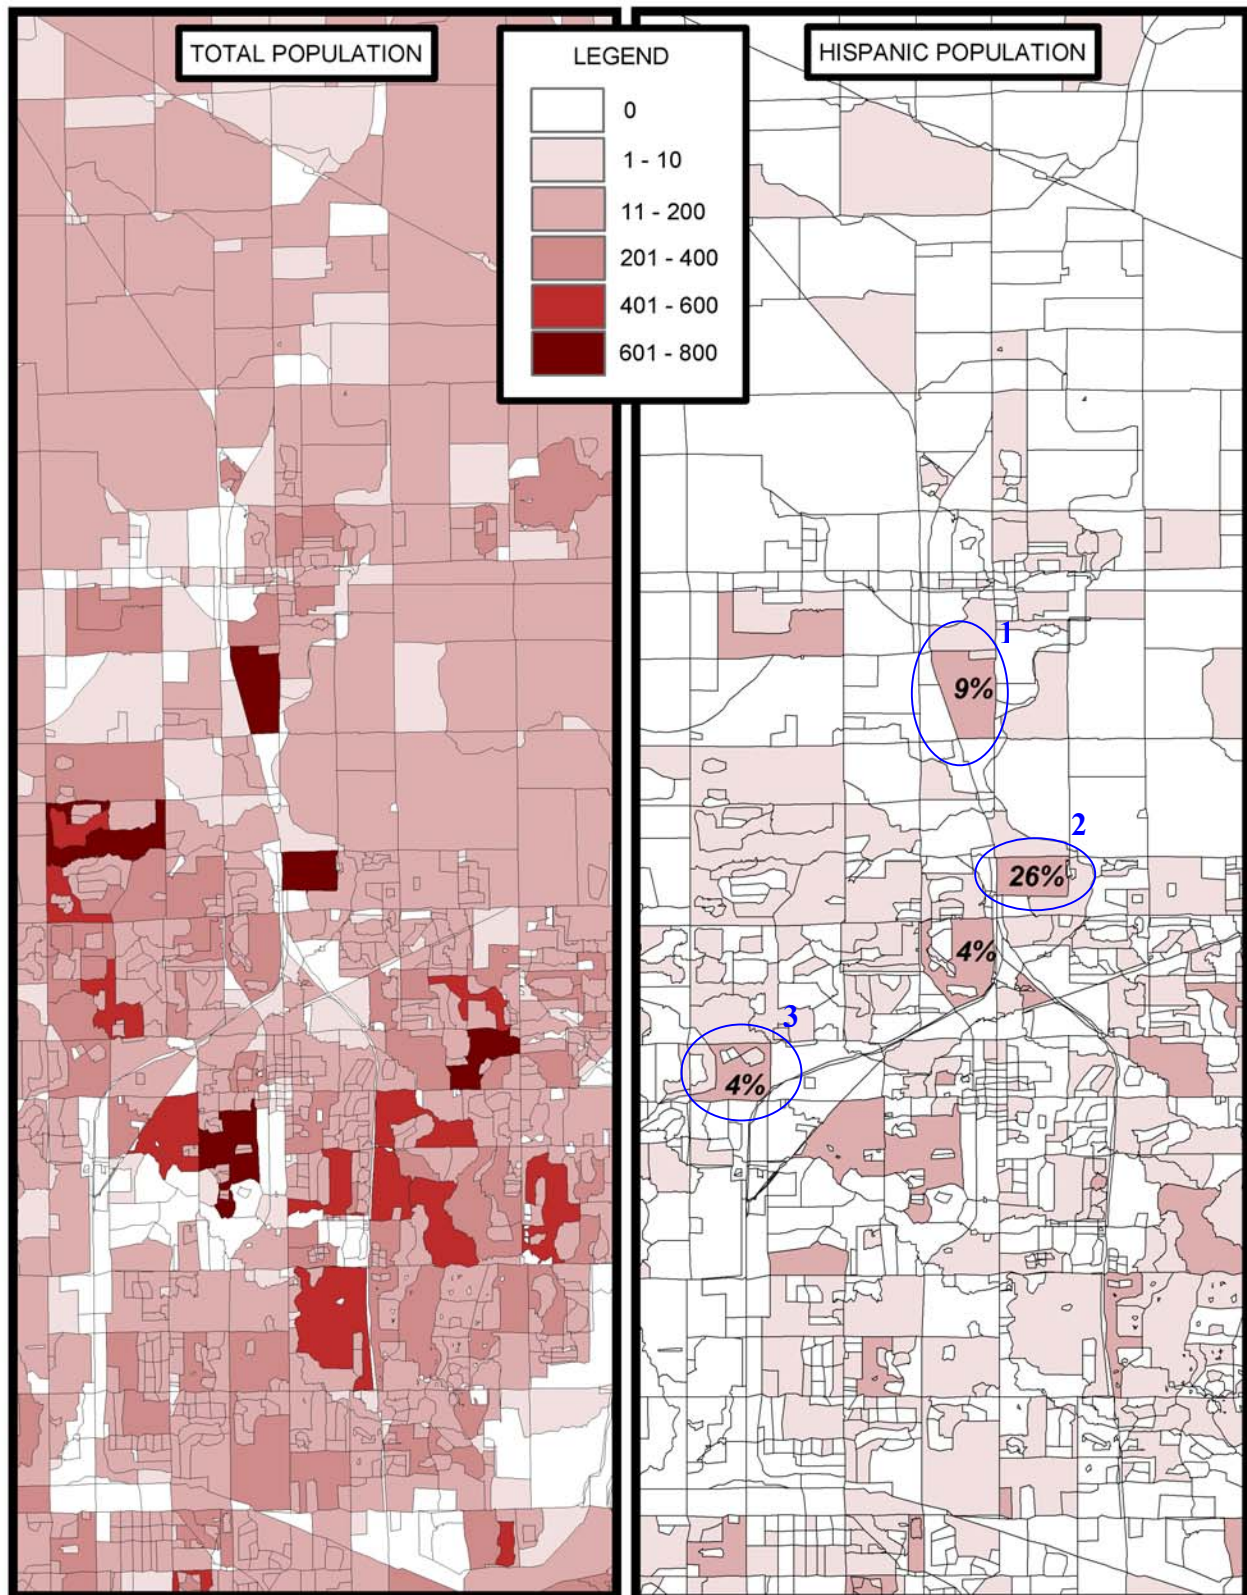 TOTAL POPULATION
LEGEND
0
1 - 10
11 - 200
201 - 400
401 - 600
601 - 800
HISPANIC POPULATION
1
9%
2
26%
4%
3
4%